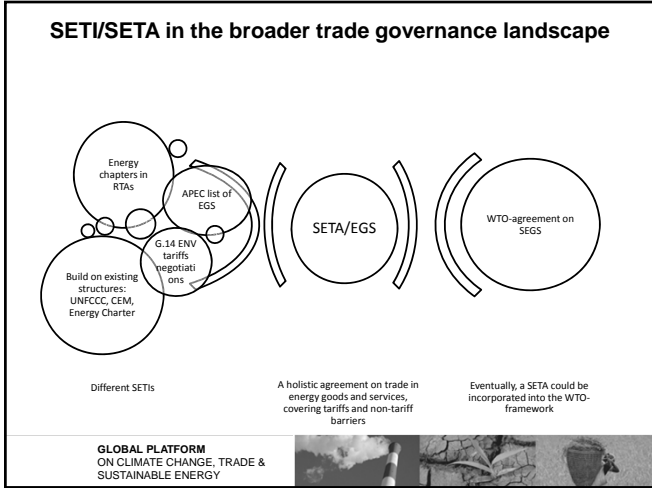 SETI/SETA in the broader trade governance landscape
Energy
chapters in
RTAs
APEC list of
EGS
G.14 ENV
tariffs
negotiati
ons
Build on existing
structures:
UNFCCC, CEM,
Energy Charter
SETA/EGS
WTO-agreement on
SEGS
Different SETIs
A holistic agreement on trade in
energy goods and services,
covering tariffs and non-tariff
barriers
Eventually, a SETA could be
incorporated into the WTO-
framework
GLOBAL PLATFORM
ON CLIMATE CHANGE, TRADE &
SUSTAINABLE ENERGY